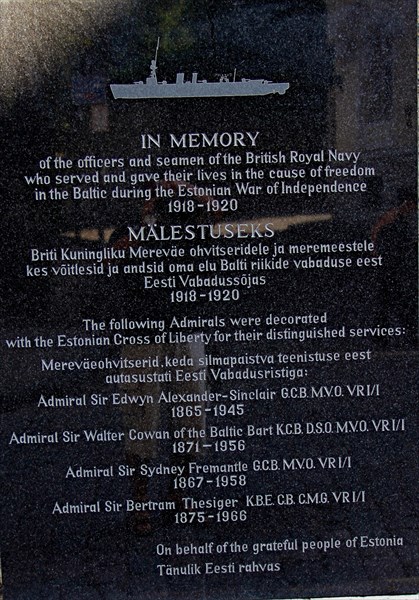 IN MEMORY
of the officers and seamen of the British Royal Navy
who served and gave their lives in the cause of freedom
in the Baltic during the Estonian War of Independence
1918-1920
MÄLESTUSEKS
Briti Kuningliku Merevãe ohvitseridele ja meremeestele
kes võitlesid ja andsid oma elu Balti riikide vabaduse eest
Eesti Vabadussõjas
1918-1920
The following Admirals were decorated
with the Estonian Cross of Liberty for their distinguished services:
Mereväeohvitserid, keda silmapaistva teenistuse eest
autasustati Eesti Vabadusristiga:
Admiral Sir Edwyn Alexander-Sinclair G.C.B. M.V.O. VR I/I
1865-1945
Admiral Sir Walter Cowan of the Baltic Bart K.C.B. D.S.O. M.V.O. VR I/I
1871-1956
Admiral Sir Sydney Fremantle G.C.B. M.V.O. VR I/I
1867-1958
Admiral Sir Bertram Thesiger K.B.E. C.B. C.M.G. VR I/I
1875-1966
On behalf of the grateful people of Estonia
Tänulik Eesti rahvas